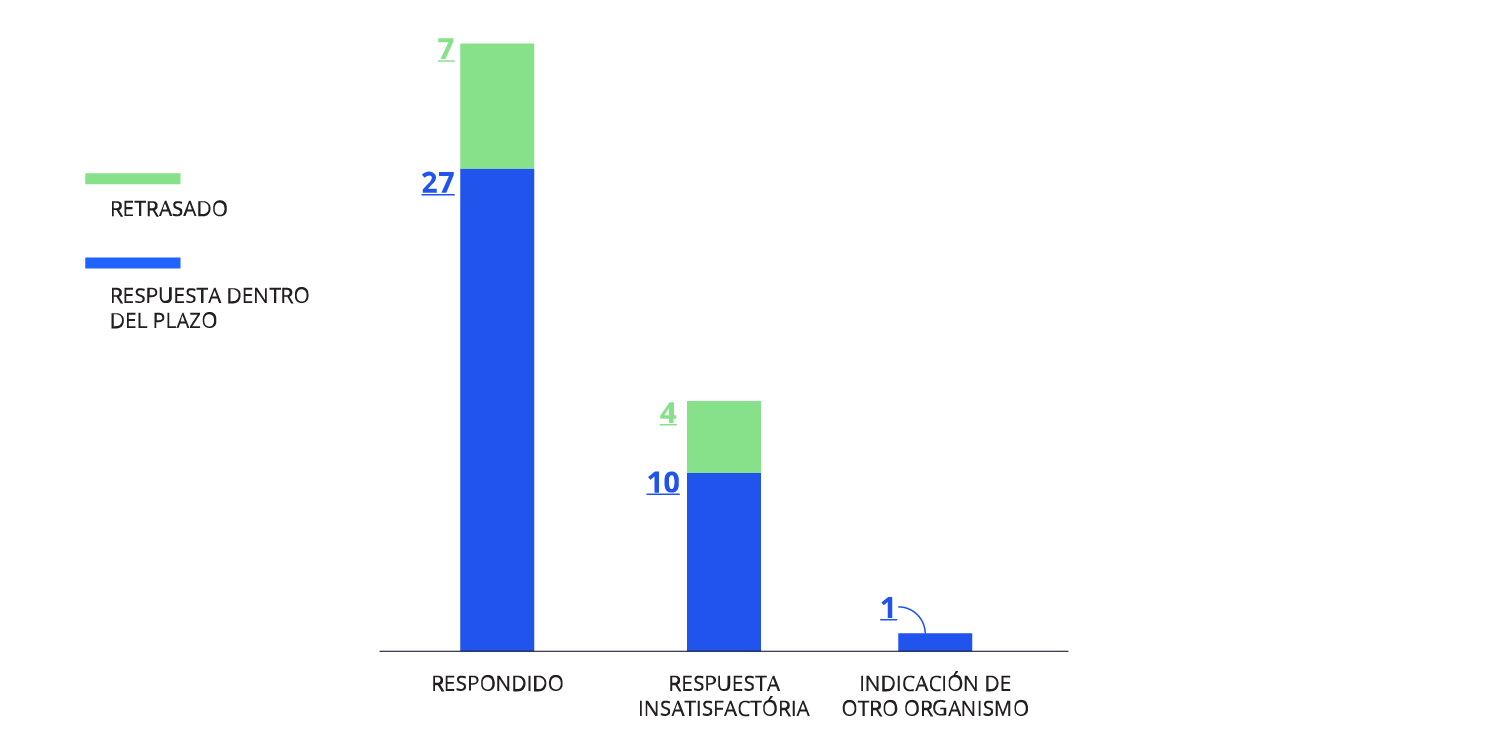 RETRASADO
RESPUESTA DENTRO
DEL PLAZO
7
27
4
10
1
RESPONDIDO
RESPUESTA
INSATISFACTÓRIA
INDICACIÓN DE
OTRO ORGANISMO